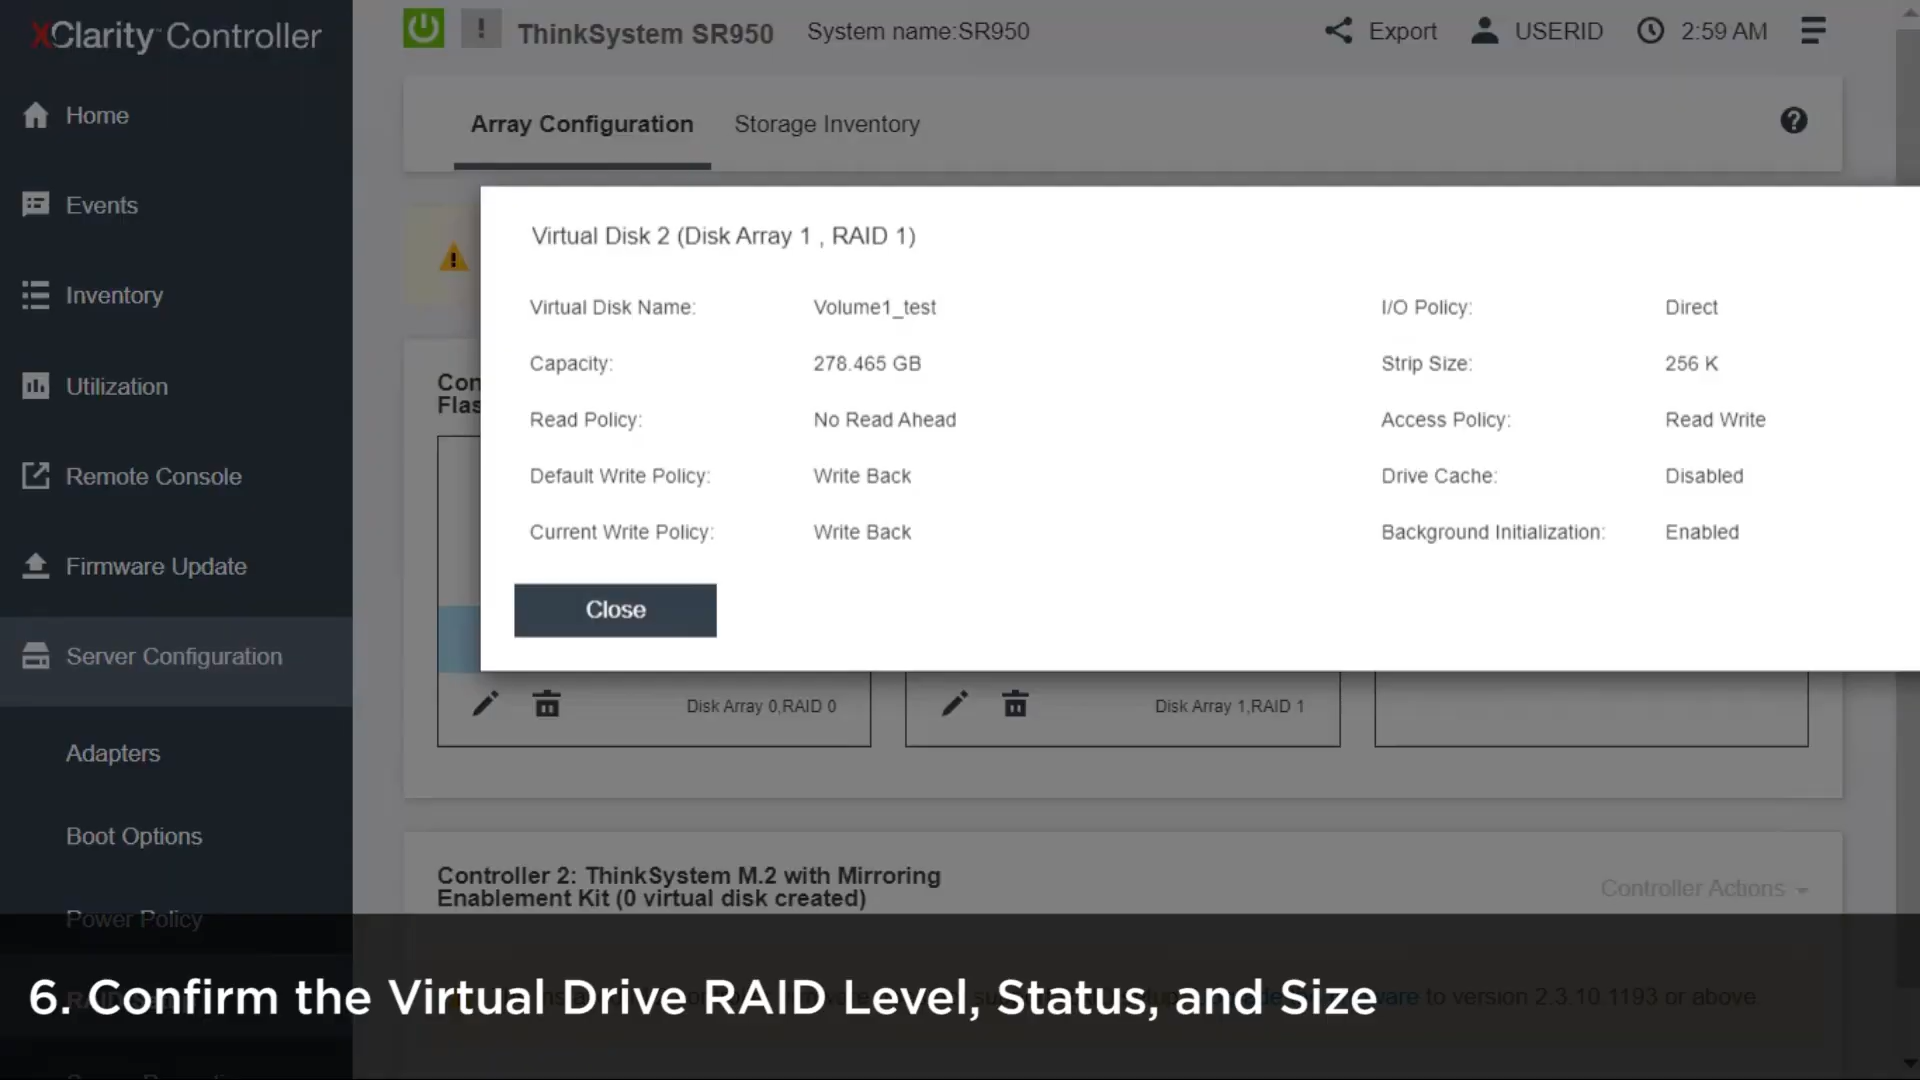 XClarity Controller
ThinkSystem SR950
System name:SR950
Export
USERID
2:59 AM
Home
Events
Inventory
Utilization
Remote Console
Firmware Update
Server Configuration
Adapters
Boot Options
Power Policy
Array Configuration
Storage Inventory
Virtual Disk 2 (Disk Array 1 , RAID 1)
Virtual Disk Name: Volume1_test
I/O Policy: Direct
Capacity: 278.465 GB
Strip Size: 256 K
Read Policy: No Read Ahead
Access Policy: Read Write
Default Write Policy: Write Back
Drive Cache: Disabled
Current Write Policy: Write Back
Background Initialization: Enabled
Close
Disk Array 0,RAID 0
Disk Array 1,RAID 1
Controller 2: ThinkSystem M.2 with Mirroring
Enablement Kit (0 virtual disk created)
Controller Actions
to version 2.3.10.1193 or above
6. Confirm the Virtual Drive RAID Level, Status, and Size